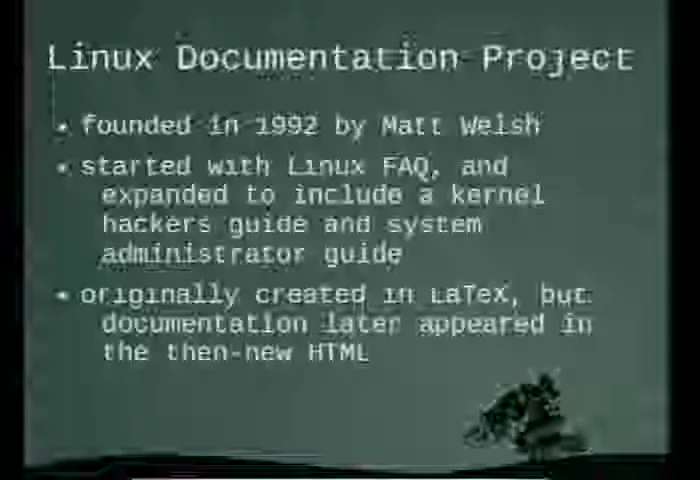 Linux Documentation Project
• founded in 1992 by Matt Welsh
• started with Linux FAQ, and
expanded to include a kernel
hackers guide and system
administrator guide
• originally created in LaTex, but
documentation later appeared in
the then-new HTML